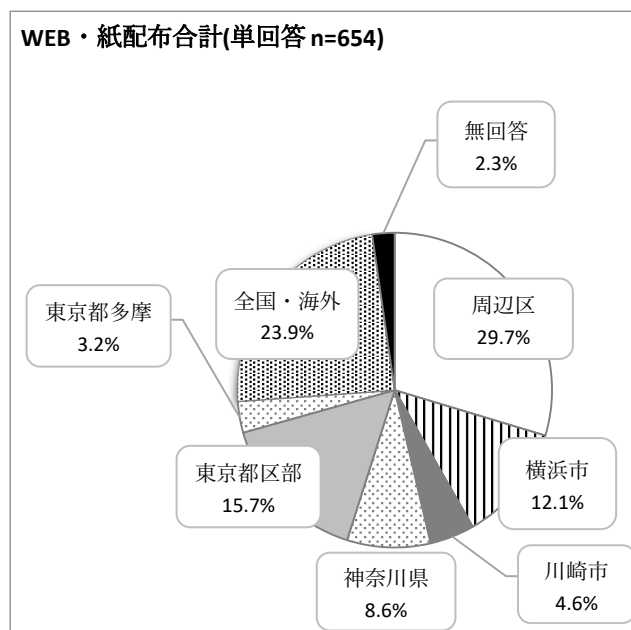 WEB・紙配布合計(単回答 n=654)
無回答
2.3%
周辺区
29.7%
横浜市
12.1%
川崎市
4.6%
神奈川県
8.6%
東京都区部
15.7%
東京都多摩
3.2%
全国・海外
23.9%